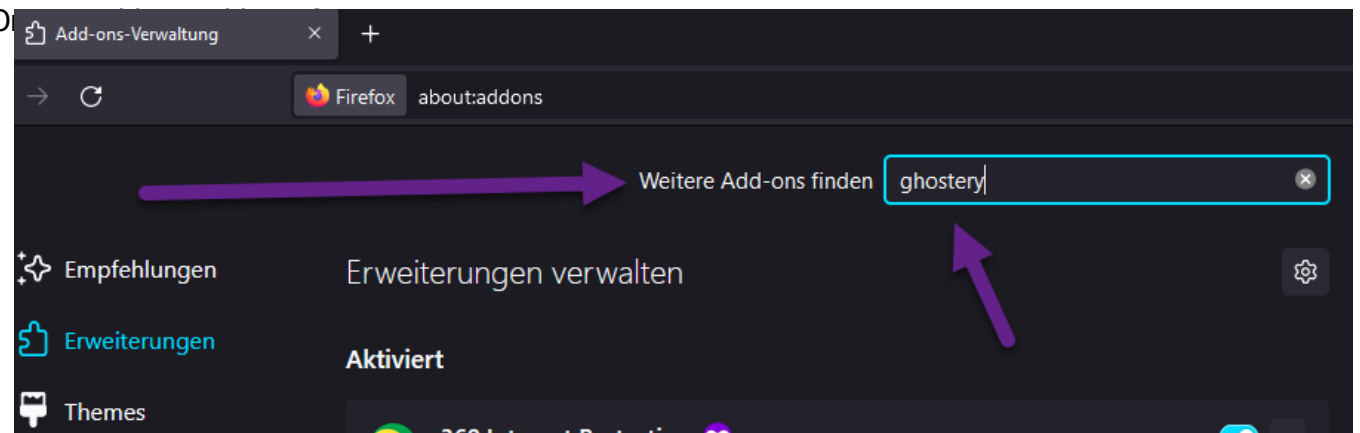 Add-ons-Verwaltung
Firefox about:addons
Weitere Add-ons finden ghostery
Empfehlungen
Erweiterungen verwalten
Erweiterungen
Aktiviert
Themes